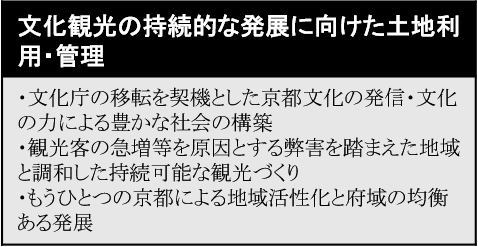 文化観光の持続的な発展に向けた土地利
用・管理
・文化庁の移転を契機とした京都文化の発信・文化
の力による豊かな社会の構築
・観光客の急増等を原因とする弊害を踏まえた地域
と調和した持続可能な観光づくり
・もうひとつの京都による地域活性化と府域の均衡
ある発展